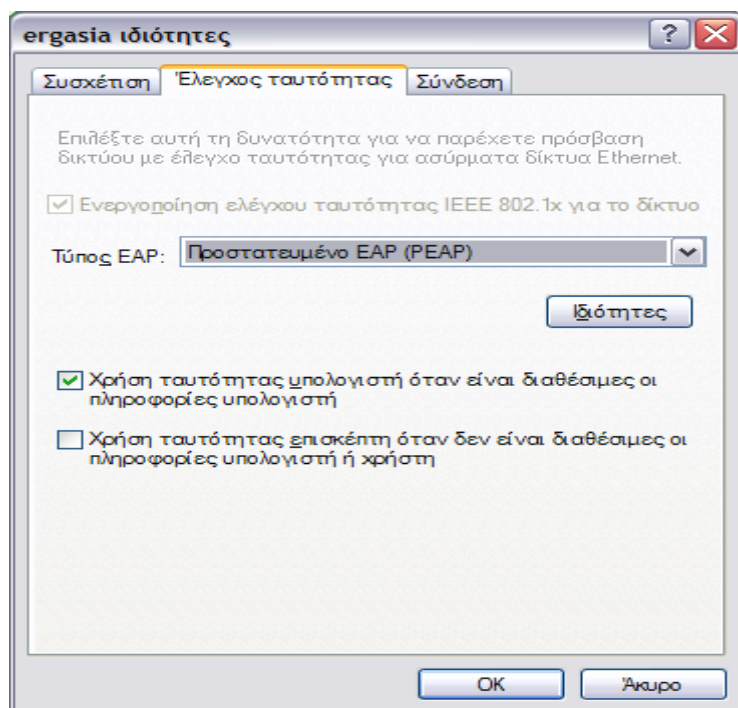 ergasia ιδιότητες
Συσχέτιση Έλεγχος ταυτότητας Σύνδεση
Επιλέξτε αυτή τη δυνατότητα για να παρέχετε πρόσβαση
δικτύου με έλεγχο ταυτότητας για ασύρματα δίκτυα Ethernet.
Ενεργοποίηση ελέγχου ταυτότητας IEEE 802.1x για το δίκτυο
Τύπος EAP: Προστατευμένο EAP (PEAP)
Ιδιότητες
Χρήση ταυτότητας υπολογιστή όταν είναι διαθέσιμες οι
πληροφορίες υπολογιστή
Χρήση ταυτότητας επισκέπτη όταν δεν είναι διαθέσιμες οι
πληροφορίες υπολογιστή ή χρήστη
OK Άκυρο